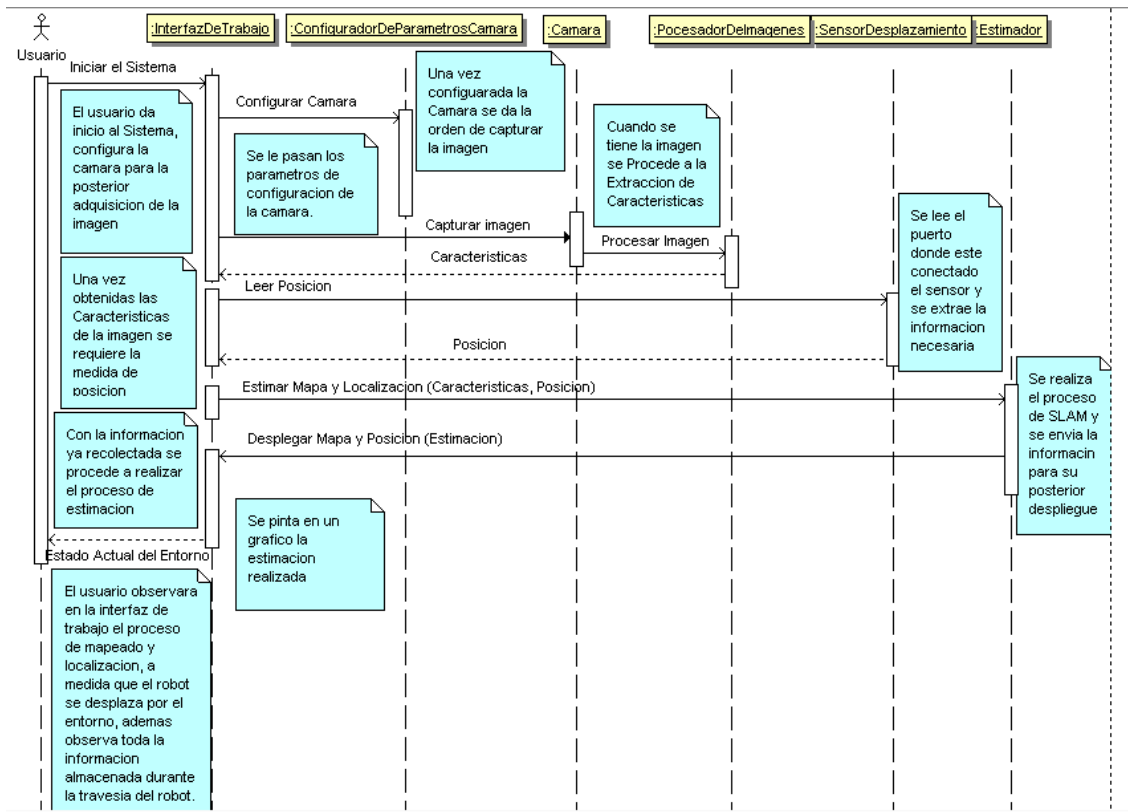 :InterfazDeTrabajo
:ConfiguradorDeParametrosCamara
:Camara
:PocesadorDeImagenes
:SensorDesplazamiento
:Estimador
Usuario
Iniciar el Sistema
El usuario da
inicio al Sistema,
configura la
camara para la
posterior
adquisicion de la
imagen
Configurar Camara
Se le pasan los
parametros de
configuracion de
la camara.
Una vez
configuarada la
Camara se da la
orden de capturar
la imagen
Cuando se
tiene la imagen
se Procede a la
Extraccion de
Caracteristicas
Capturar imagen
Procesar Imagen
Caracteristicas
Se lee el
puerto
donde este
conectado
el sensor y
se extrae la
informacion
necesaria
Una vez
obtenidas las
Caracteristicas
de la imagen se
requiere la
medida de
posicion
Leer Posicion
Posicion
Estimar Mapa y Localizacion (Caracteristicas, Posicion)
Se realiza
el proceso
de SLAM y
se envia la
informacin
para su
posterior
despliegue
Con la informacion
ya recolectada se
procede a realizar
el proceso de
estimacion
Desplegar Mapa y Posicion (Estimacion)
Se pinta en un
grafico la
estimacion
realizada
Estado Actual del Entorno
El usuario observara
en la interfaz de
trabajo el proceso
de mapeado y
localizacion, a
medida que el robot
se desplaza por el
entorno, ademas
observa toda la
informacion
almacenada durante
la travesia del robot.